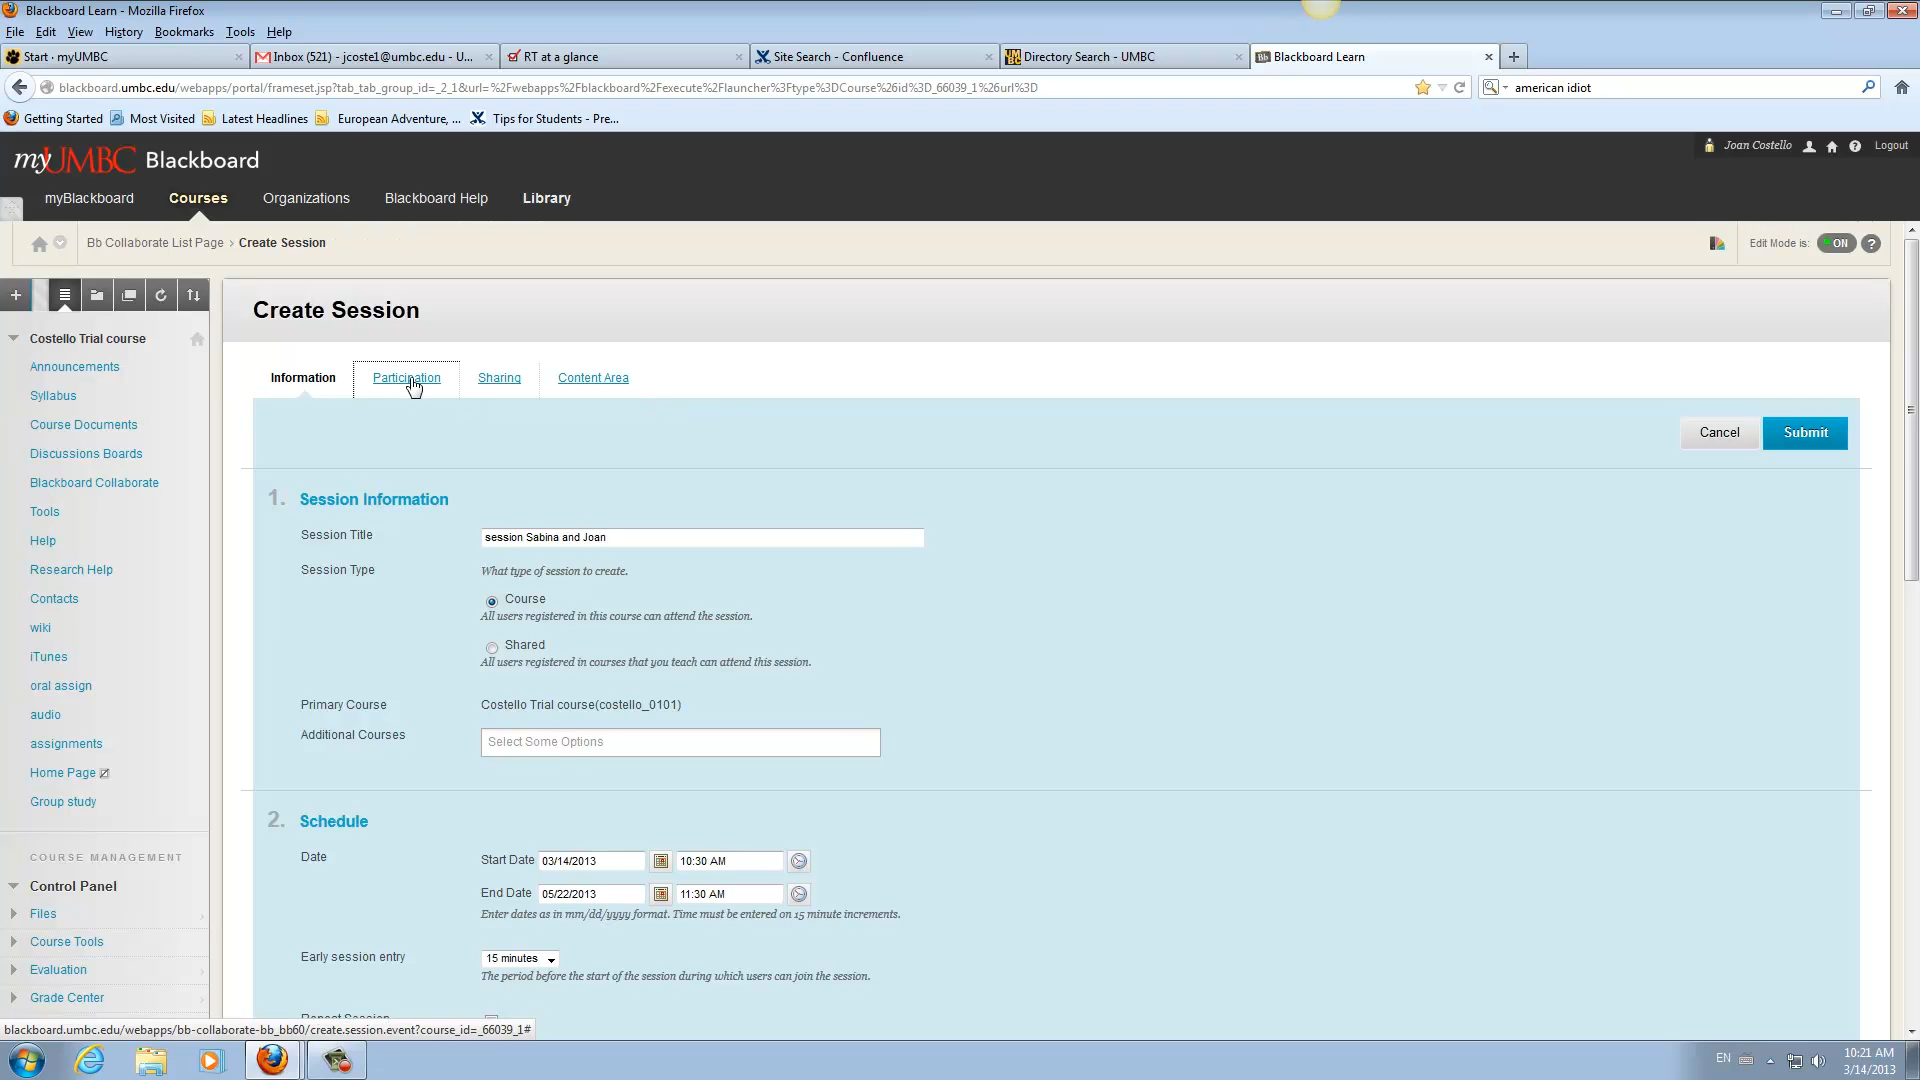 Blackboard Learn - Mozilla Firefox
File Edit View History Bookmarks Tools Help
Start · myUMBC
Inbox (521) - jcoste1@umbc.edu - U...
RT at a glance
Site Search - Confluence
Directory Search - UMBC
Blackboard Learn
blackboard.umbc.edu/webapps/portal/frameset.jsp?tab_tab_group_id=_2_1&url=%2Fwebapps%2Fblackboard%2Fexecute%2Flauncher%3Ftype%3DCourse%26id%3D_66039_1%26url%3D
american idiot
Getting Started Most Visited Latest Headlines European Adventure, ... Tips for Students - Pre...
myUMBC Blackboard
Joan Costello
Logout
myBlackboard Courses Organizations Blackboard Help Library
Bb Collaborate List Page > Create Session
Edit Mode is: ON ?
Costello Trial course
Announcements
Syllabus
Course Documents
Discussions Boards
Blackboard Collaborate
Tools
Help
Research Help
Contacts
wiki
iTunes
oral assign
audio
assignments
Home Page
Group study
COURSE MANAGEMENT
Control Panel
Files
Course Tools
Evaluation
Grade Center
Create Session
Information Participation Sharing Content Area
Cancel Submit
1. Session Information
Session Title session Sabina and Joan
Session Type What type of session to create.
Course
All users registered in this course can attend the session.
Shared
All users registered in courses that you teach can attend this session.
Primary Course Costello Trial course(costello_0101)
Additional Courses Select Some Options
2. Schedule
Date Start Date 03/14/2013 10:30 AM
End Date 05/22/2013 11:30 AM
Enter dates as in mm/dd/yyyy format. Time must be entered on 15 minute increments.
Early session entry 15 minutes
The period before the start of the session during which users can join the session.
Repeat Session
blackboard.umbc.edu/webapps/bb-collaborate-bb_bb60/create.session.event?course_id=_66039_1#
EN
10:21 AM
3/14/2013